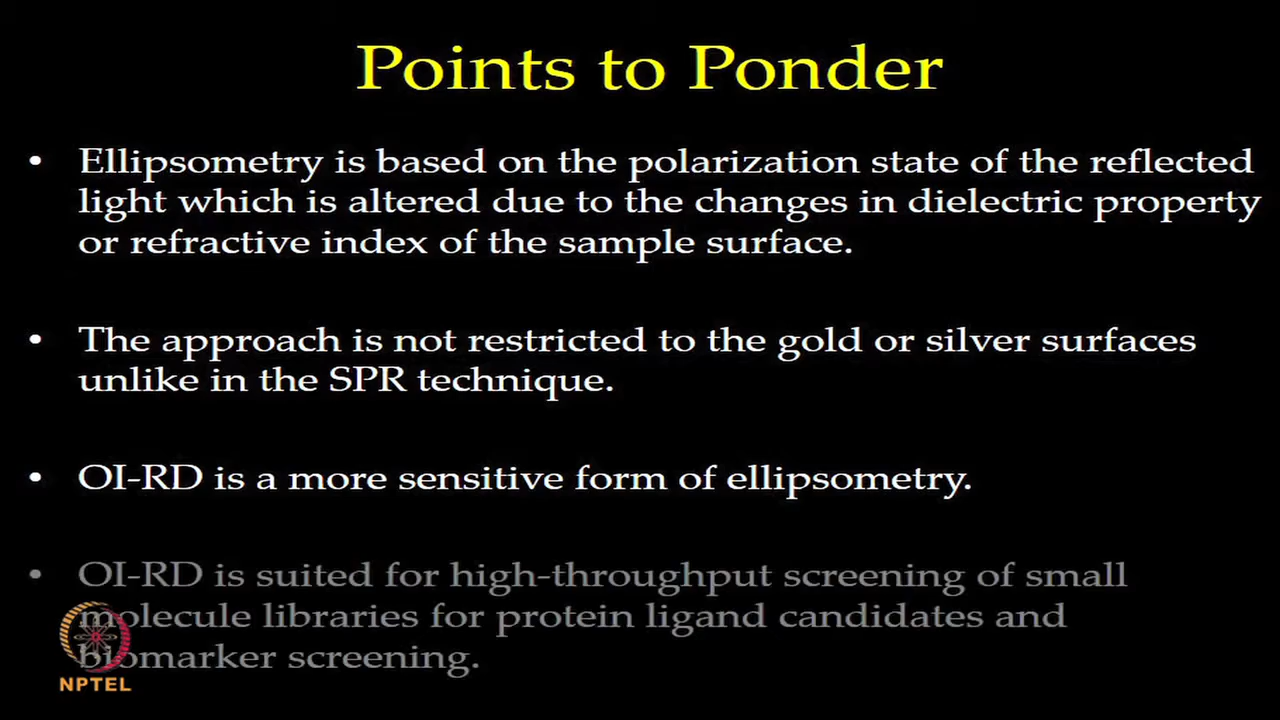 Points to Ponder
• Ellipsometry is based on the polarization state of the reflected
light which is altered due to the changes in dielectric property
or refractive index of the sample surface.
• The approach is not restricted to the gold or silver surfaces
unlike in the SPR technique.
• OI-RD is a more sensitive form of ellipsometry.
• OI-RD is suited for high-throughput screening of small
molecule libraries for protein ligand candidates and
biomarker screening.
NPTEL